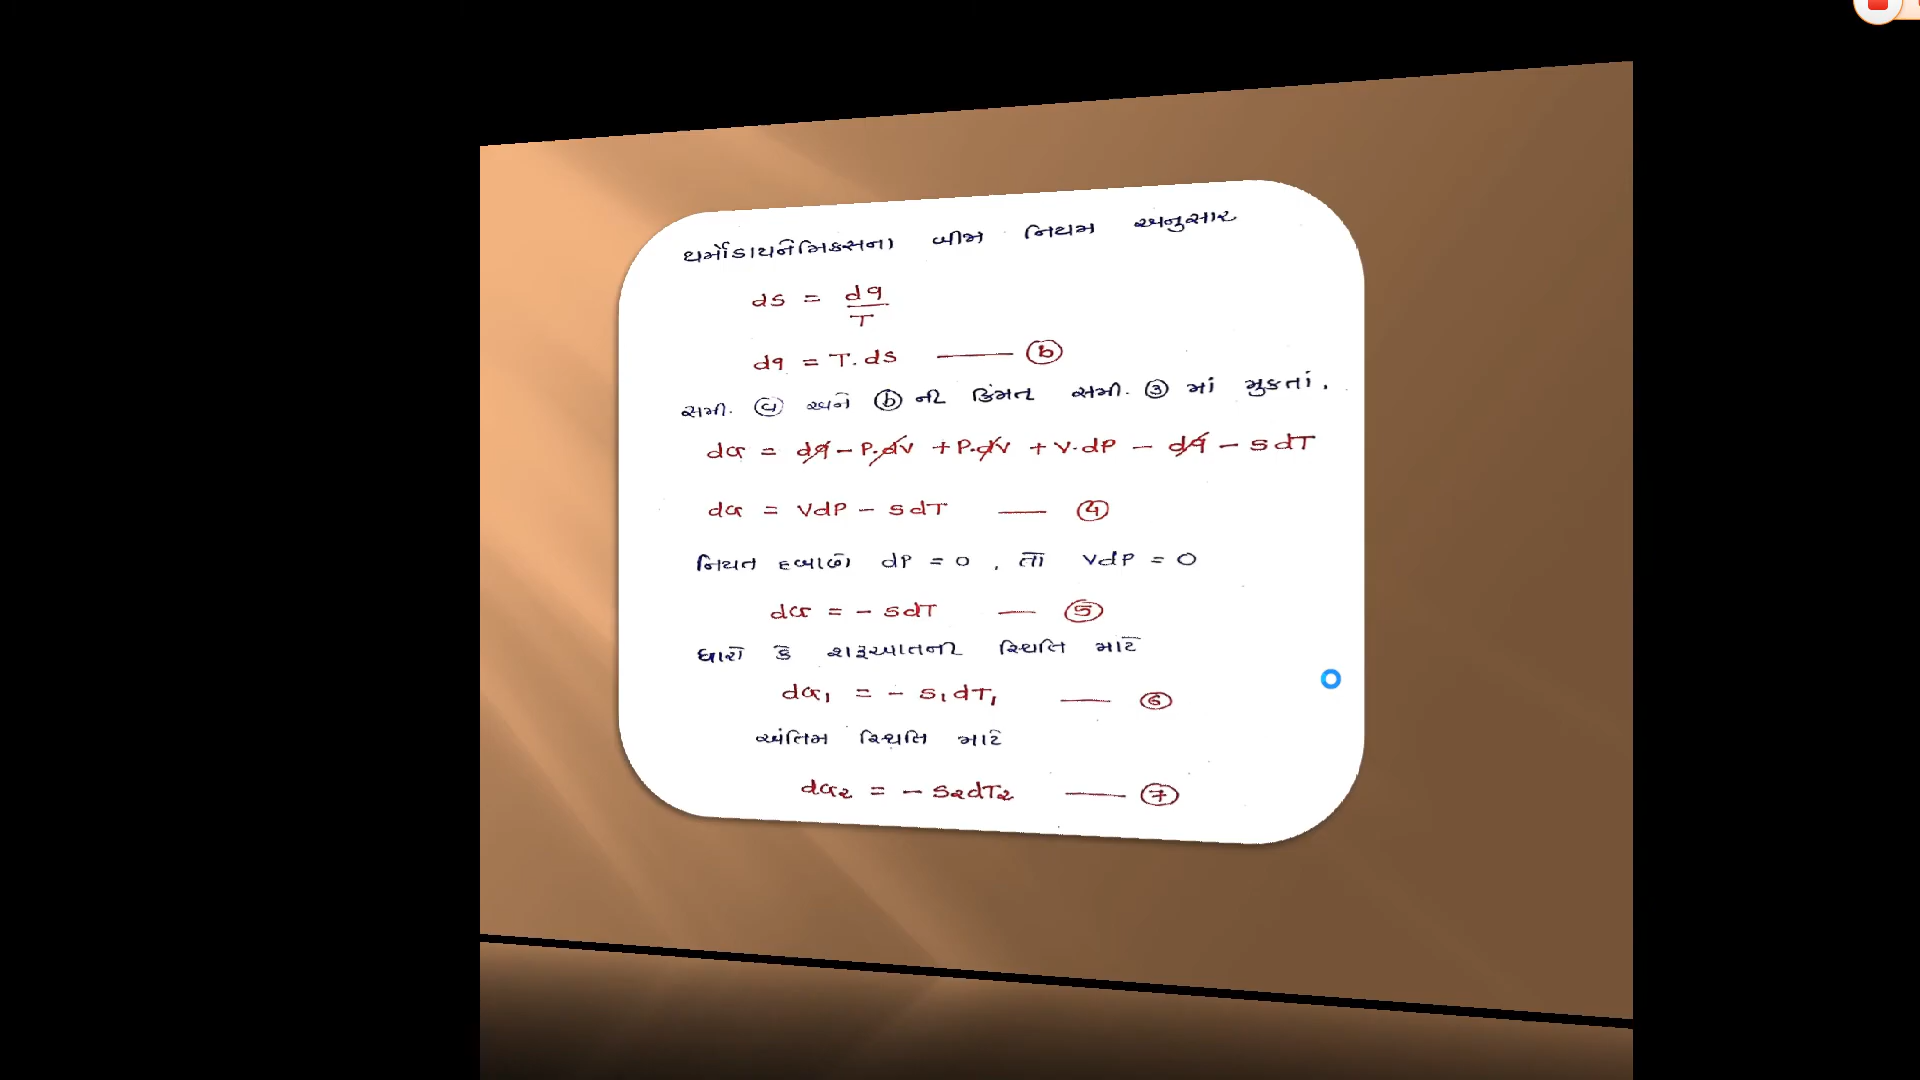 થર્મોડાયનેમિકસના બીજા નિયમ અનુસાર
dS = dq / T
dq = T.ds —— (b)
સમી. (a) અને (b) ની કિંમત સમી. (3) માં મુકતાં.
dG = dq - P.dV + P.dV + V.dP - dq - SdT
dG = VdP - SdT —— (4)
નિયત દબાણે dP = 0 , તો VdP = 0
dG = - SdT —— (5)
ધારો કે શરૂઆતની સ્થિતિ માટે
dG₁ = - S₁dT₁ —— (6)
અંતિમ સ્થિતિ માટે
dG₂ = - S₂dT₂ —— (7)